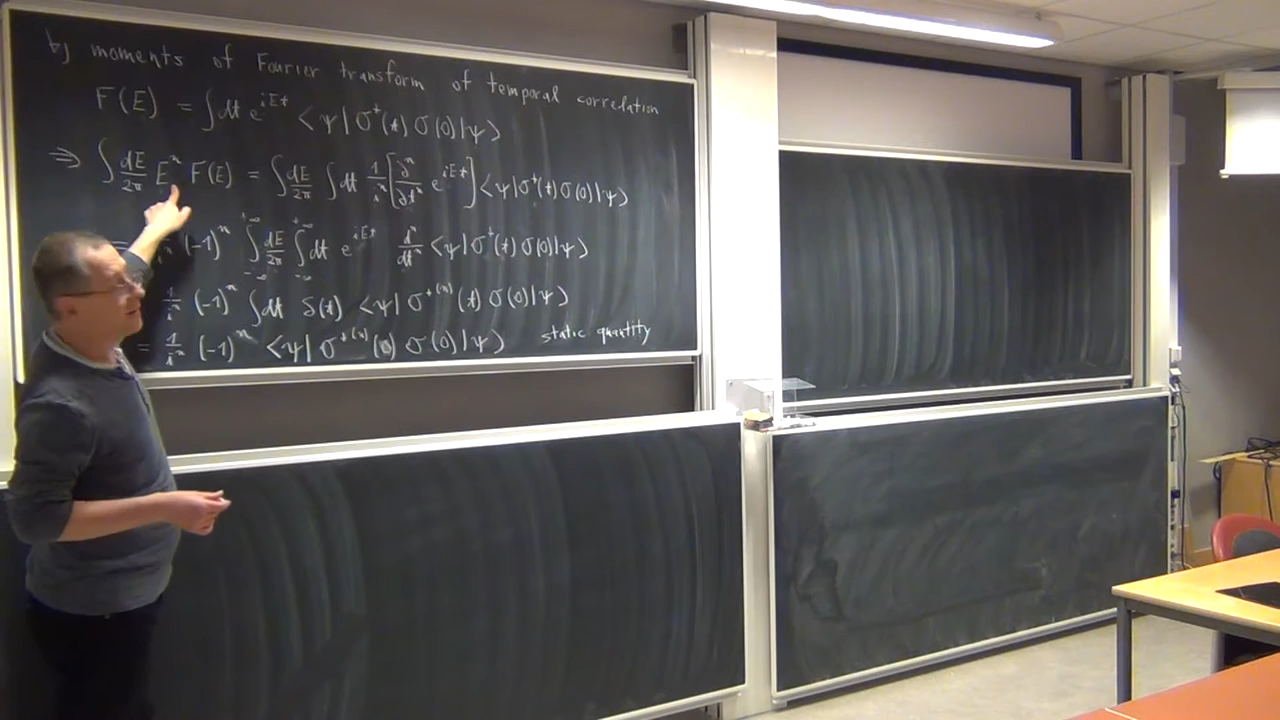 b) moments of Fourier transform of temporal correlation
F(E) = ∫dt e^{iEt} <ψ|σ⁺(t) σ(0)|ψ>
⇒ ∫ dE/2π E^n F(E) = ∫ dE/2π ∫dt 1/i^n [∂^n/∂t^n e^{iEt}] <ψ|σ⁺(t) σ(0)|ψ>
= 1/i^n (-1)^n ∫_{-∞}^{+∞} dE/2π ∫_{-∞}^{+∞} dt e^{iEt} d^n/dt^n <ψ|σ⁺(t) σ(0)|ψ>
1/i^n (-1)^n ∫dt δ(t) <ψ|σ^{+(n)}(t) σ(0)|ψ>
= 1/i^n (-1)^n <ψ|σ^{+(n)}(0) σ(0)|ψ> static quantity